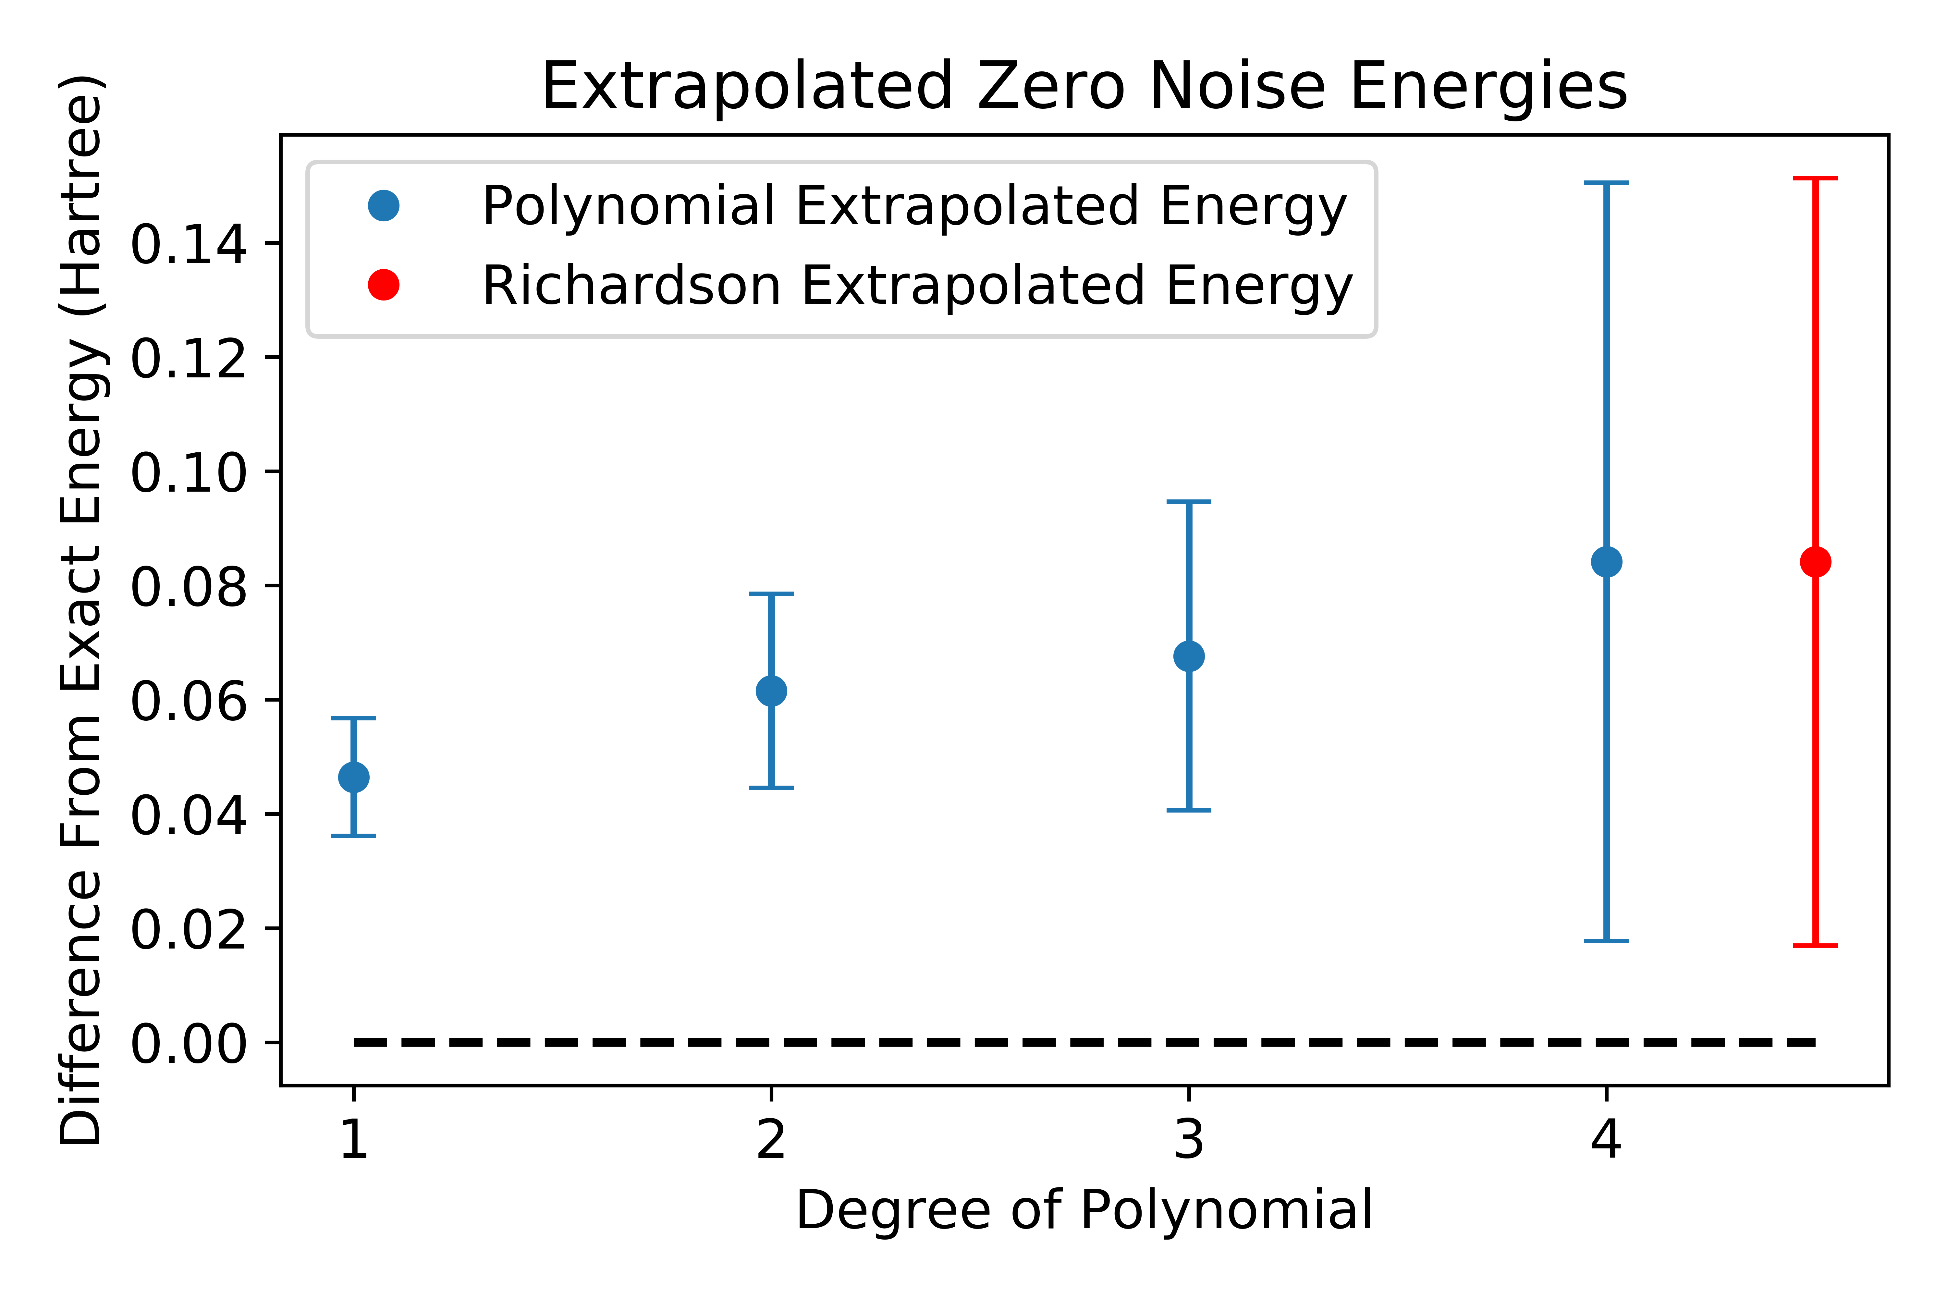 Extrapolated Zero Noise Energies
Polynomial Extrapolated Energy
Richardson Extrapolated Energy
Difference From Exact Energy (Hartree)
0.14
0.12
0.10
0.08
0.06
0.04
0.02
0.00
1 2 3 4
Degree of Polynomial